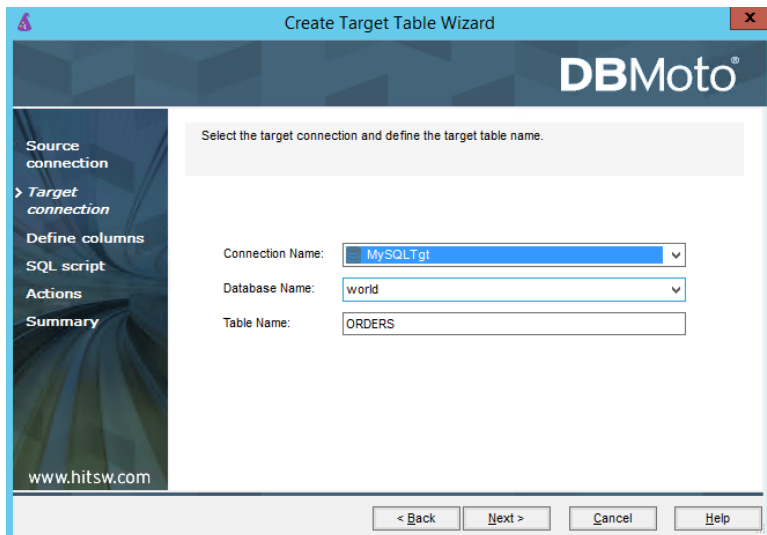 Create Target Table Wizard
x
DBMoto®
Source
connection
> Target
connection
Define columns
SQL script
Actions
Summary
www.hitsw.com
Select the target connection and define the target table name.
Connection Name: MySQLTgt
Database Name: world
Table Name: ORDERS
< Back Next > Cancel Help